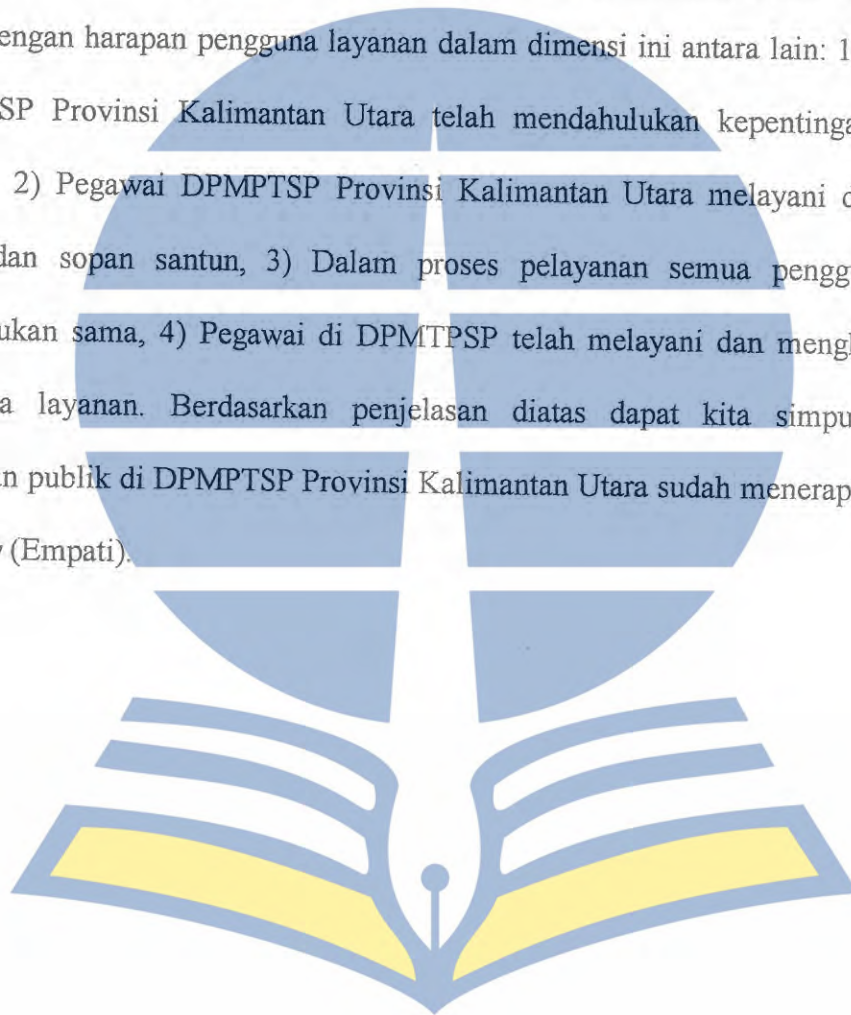 engan harapan pengguna layanan dalam dimensi ini antara lain: 1
SP Provinsi Kalimantan Utara telah mendahulukan kepentinga
2) Pegawai DPMPTSP Provinsi Kalimantan Utara melayani d
dan sopan santun, 3) Dalam proses pelayanan semua pengg
ukan sama, 4) Pegawai di DPMTPSP telah melayani dan mengh
a layanan. Berdasarkan penjelasan diatas dapat kita simpu
n publik di DPMPTSP Provinsi Kalimantan Utara sudah menerap
(Empati).